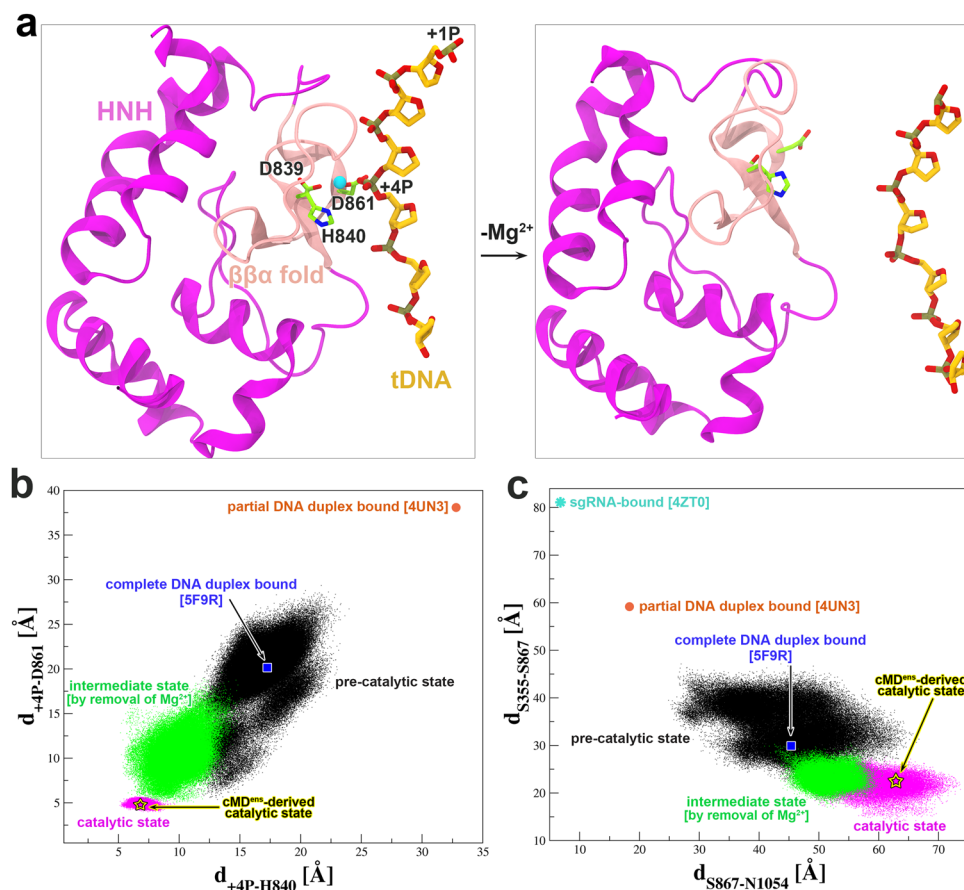 a
+1P
HNH
D839
+4P
D861
H840
ββα fold
tDNA
-Mg²⁺
b
40
35
30
25
20
15
10
5
0
5
10
15
20
25
30
35
d+4P-D861 [Å]
d+4P-H840 [Å]
partial DNA duplex bound [4UN3]
complete DNA duplex bound
[5F9R]
pre-catalytic state
intermediate state
[by removal of Mg²⁺]
cMDᵉⁿˢ-derived
catalytic state
catalytic state
c
80
70
60
50
40
30
20
10
10
20
30
40
50
60
70
dS355-S867 [Å]
dS867-N1054 [Å]
sgRNA-bound [4ZT0]
partial DNA duplex bound [4UN3]
complete DNA duplex bound
[5F9R]
cMDᵉⁿˢ-derived
catalytic state
pre-catalytic state
intermediate state
[by removal of Mg²⁺]
catalytic state